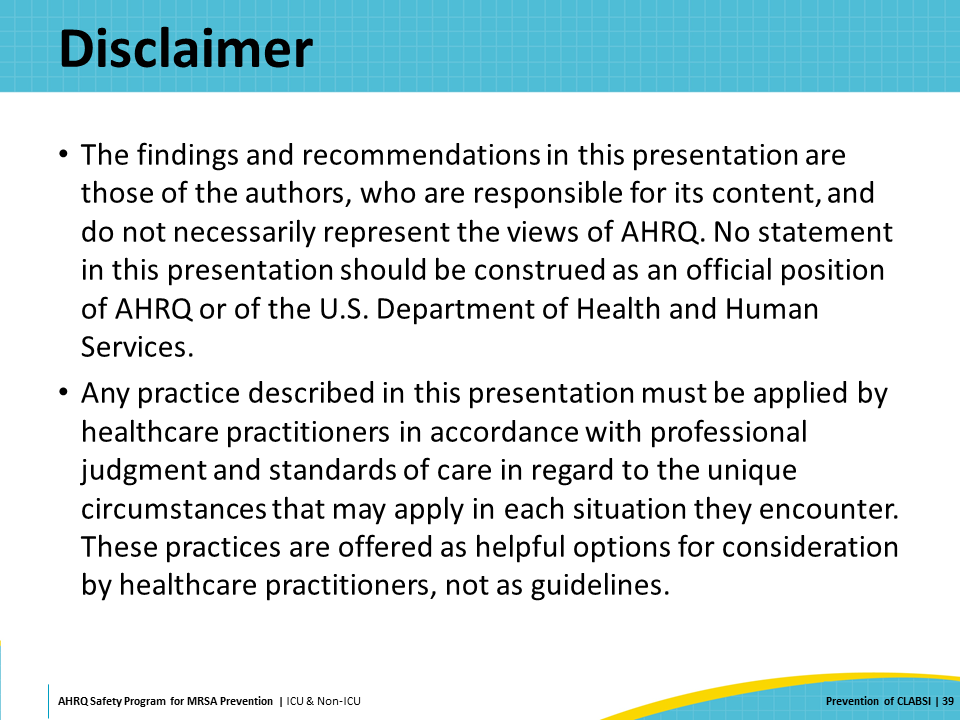 Disclaimer
• The findings and recommendations in this presentation are
those of the authors, who are responsible for its content, and
do not necessarily represent the views of AHRQ. No statement
in this presentation should be construed as an official position
of AHRQ or of the U.S. Department of Health and Human
Services.
• Any practice described in this presentation must be applied by
healthcare practitioners in accordance with professional
judgment and standards of care in regard to the unique
circumstances that may apply in each situation they encounter.
These practices are offered as helpful options for consideration
by healthcare practitioners, not as guidelines.
AHRQ Safety Program for MRSA Prevention | ICU & Non-ICU
Prevention of CLABSI | 39